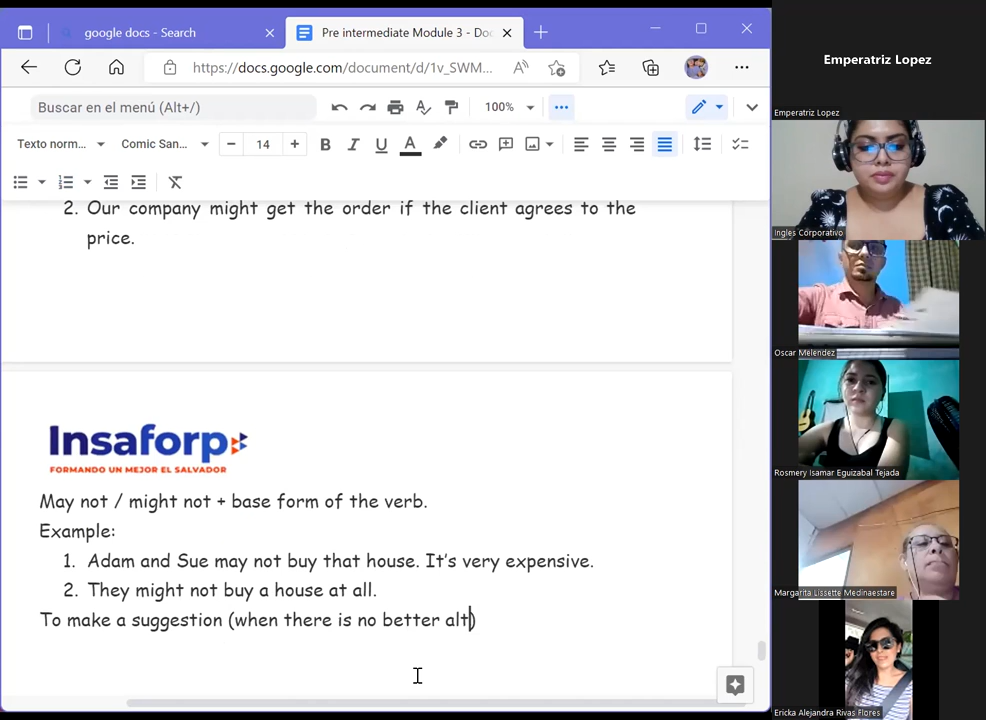 google docs - Search
Pre intermediate Module 3 - Doc
https://docs.google.com/document/d/1v_SWM...
Buscar en el menú (Alt+/)
100%
Texto norm...
Comic San...
14
2. Our company might get the order if the client agrees to the
price.
Insaforp
FORMANDO UN MEJOR EL SALVADOR
May not / might not + base form of the verb.
Example:
1. Adam and Sue may not buy that house. It's very expensive.
2. They might not buy a house at all.
To make a suggestion (when there is no better alt)
Emperatriz Lopez
Emperatriz Lopez
Ingles Corporativo
Oscar Melendez
Rosmery Isamar Eguizabal Tejada
Margarita Lissette Medinaestare
Ericka Alejandra Rivas Flores